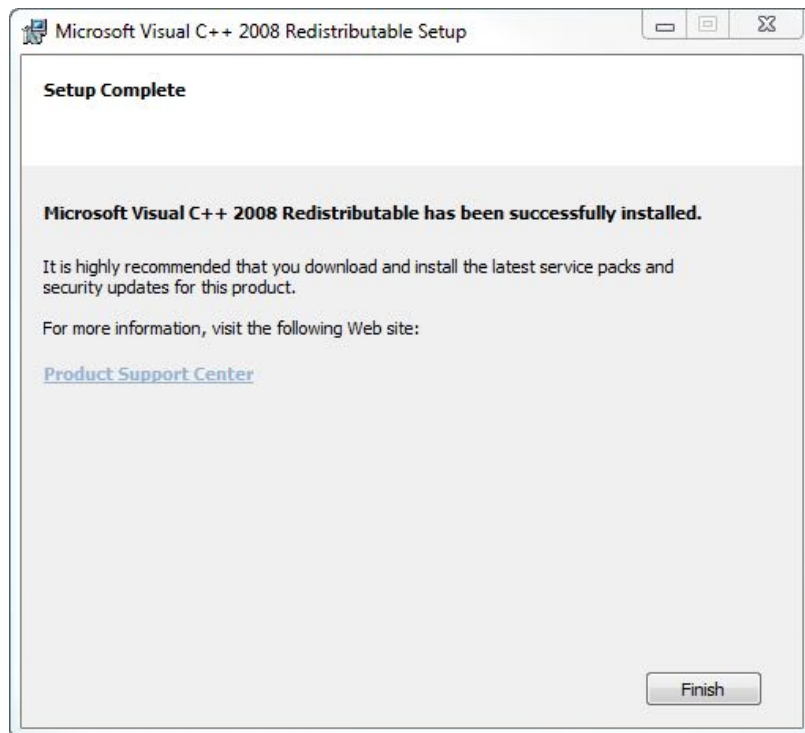 Microsoft Visual C++ 2008 Redistributable Setup
Setup Complete
Microsoft Visual C++ 2008 Redistributable has been successfully installed.
It is highly recommended that you download and install the latest service packs and
security updates for this product.
For more information, visit the following Web site:
Product Support Center
Finish